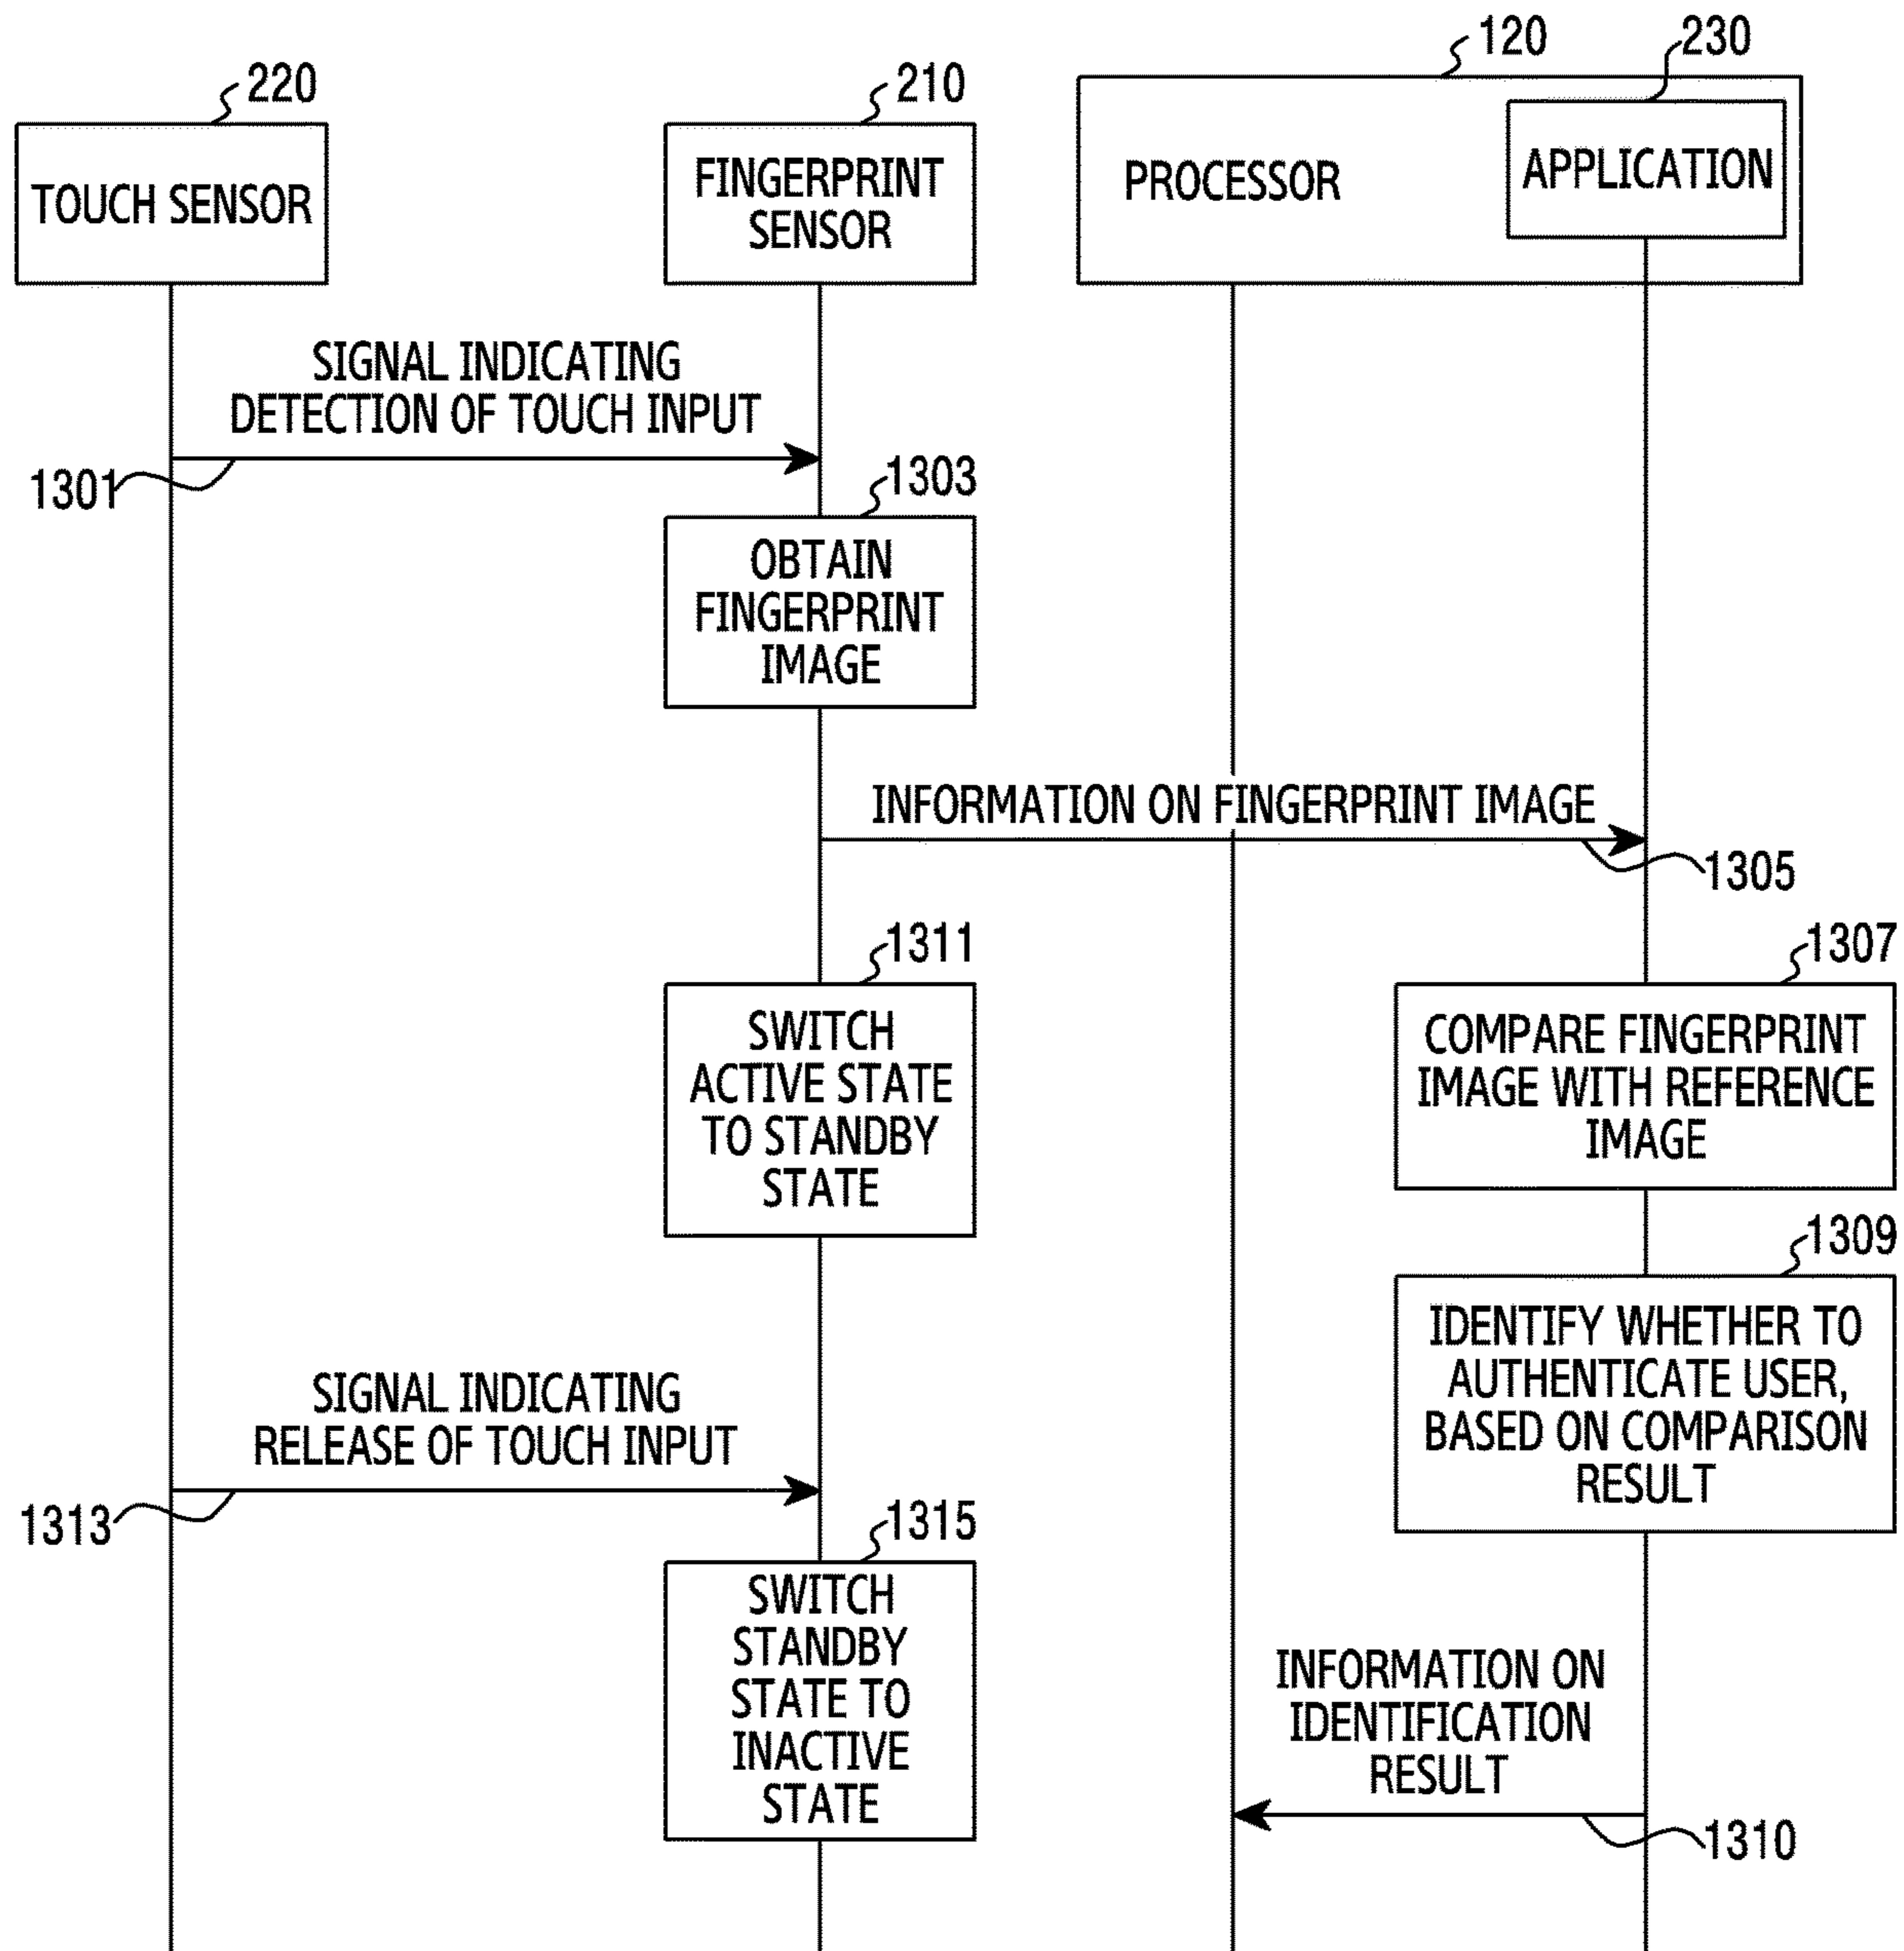 120
230
220
210
TOUCH SENSOR
FINGERPRINT
SENSOR
PROCESSOR
APPLICATION
SIGNAL INDICATING
DETECTION OF TOUCH INPUT
1301
1303
OBTAIN
FINGERPRINT
IMAGE
INFORMATION ON FINGERPRINT IMAGE
1305
1311
SWITCH
ACTIVE STATE
TO STANDBY
STATE
1307
COMPARE FINGERPRINT
IMAGE WITH REFERENCE
IMAGE
1309
IDENTIFY WHETHER TO
AUTHENTICATE USER,
BASED ON COMPARISON
RESULT
SIGNAL INDICATING
RELEASE OF TOUCH INPUT
1313
1315
SWITCH
STANDBY
STATE TO
INACTIVE
STATE
INFORMATION ON
IDENTIFICATION
RESULT
1310